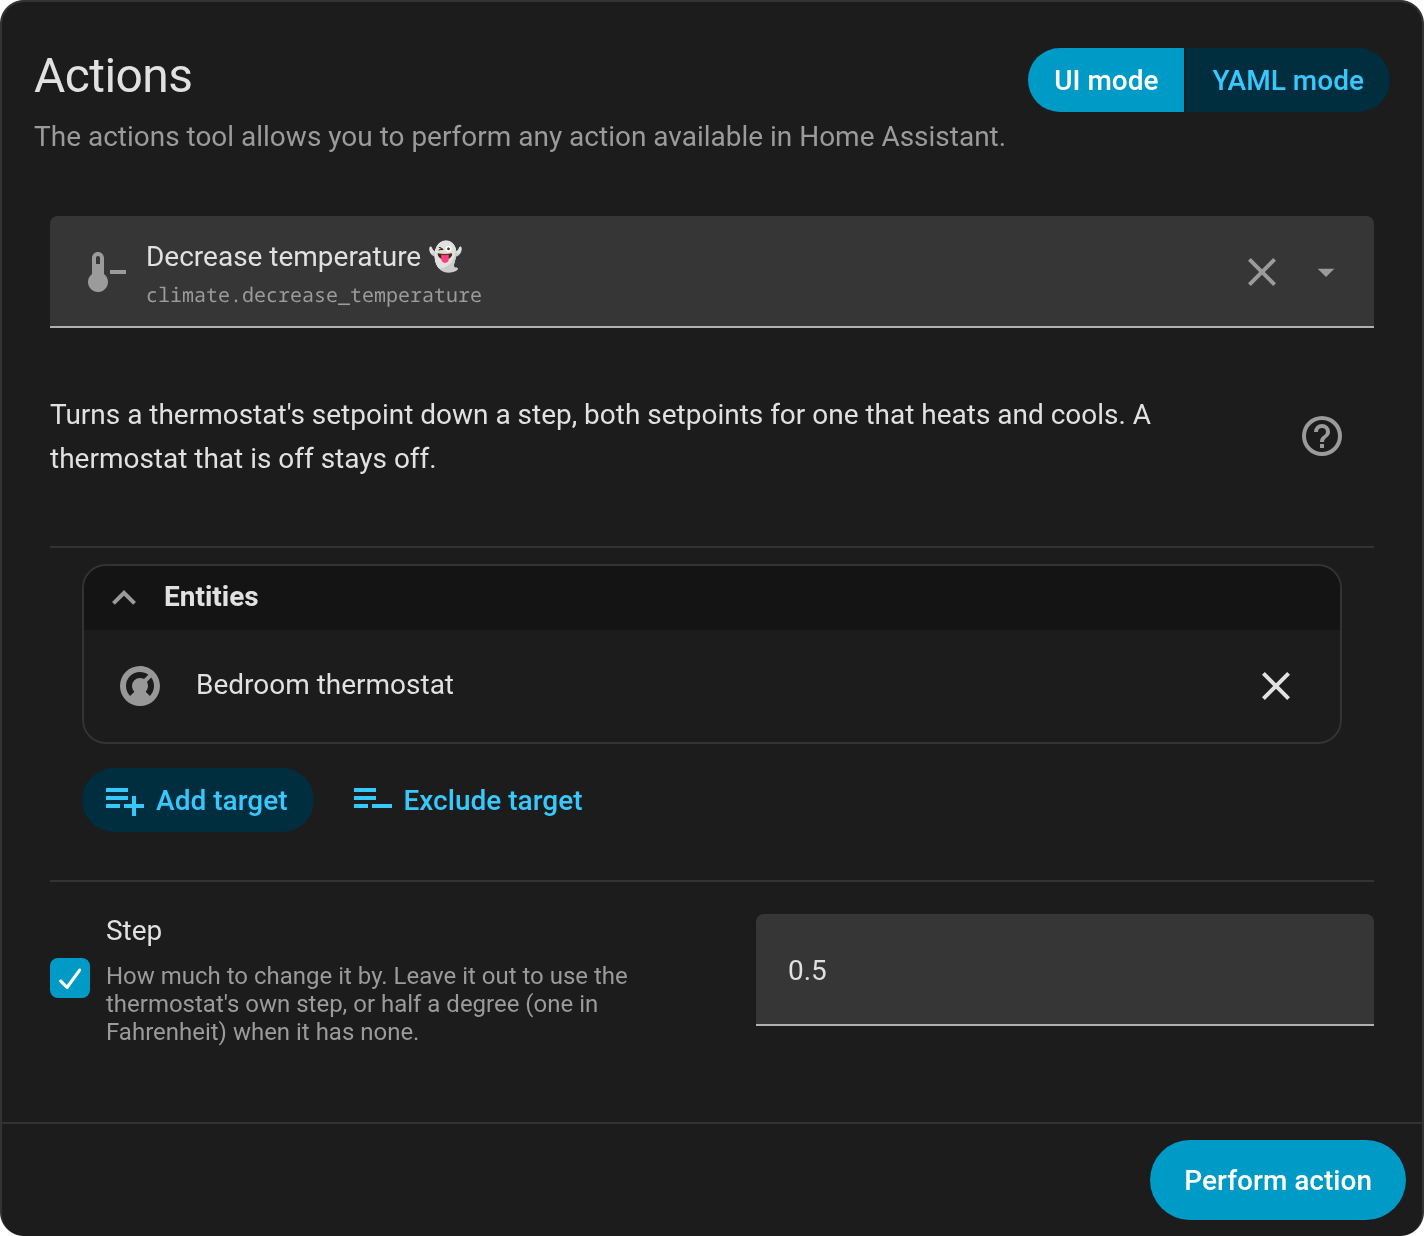 Actions
UI mode
YAML mode
The actions tool allows you to perform any action available in Home Assistant.
Decrease temperature 👻
climate.decrease_temperature
Turns a thermostat's setpoint down a step, both setpoints for one that heats and cools. A
thermostat that is off stays off.
Entities
Bedroom thermostat
Add target
Exclude target
Step
How much to change it by. Leave it out to use the
thermostat's own step, or half a degree (one in
Fahrenheit) when it has none.
0.5
Perform action